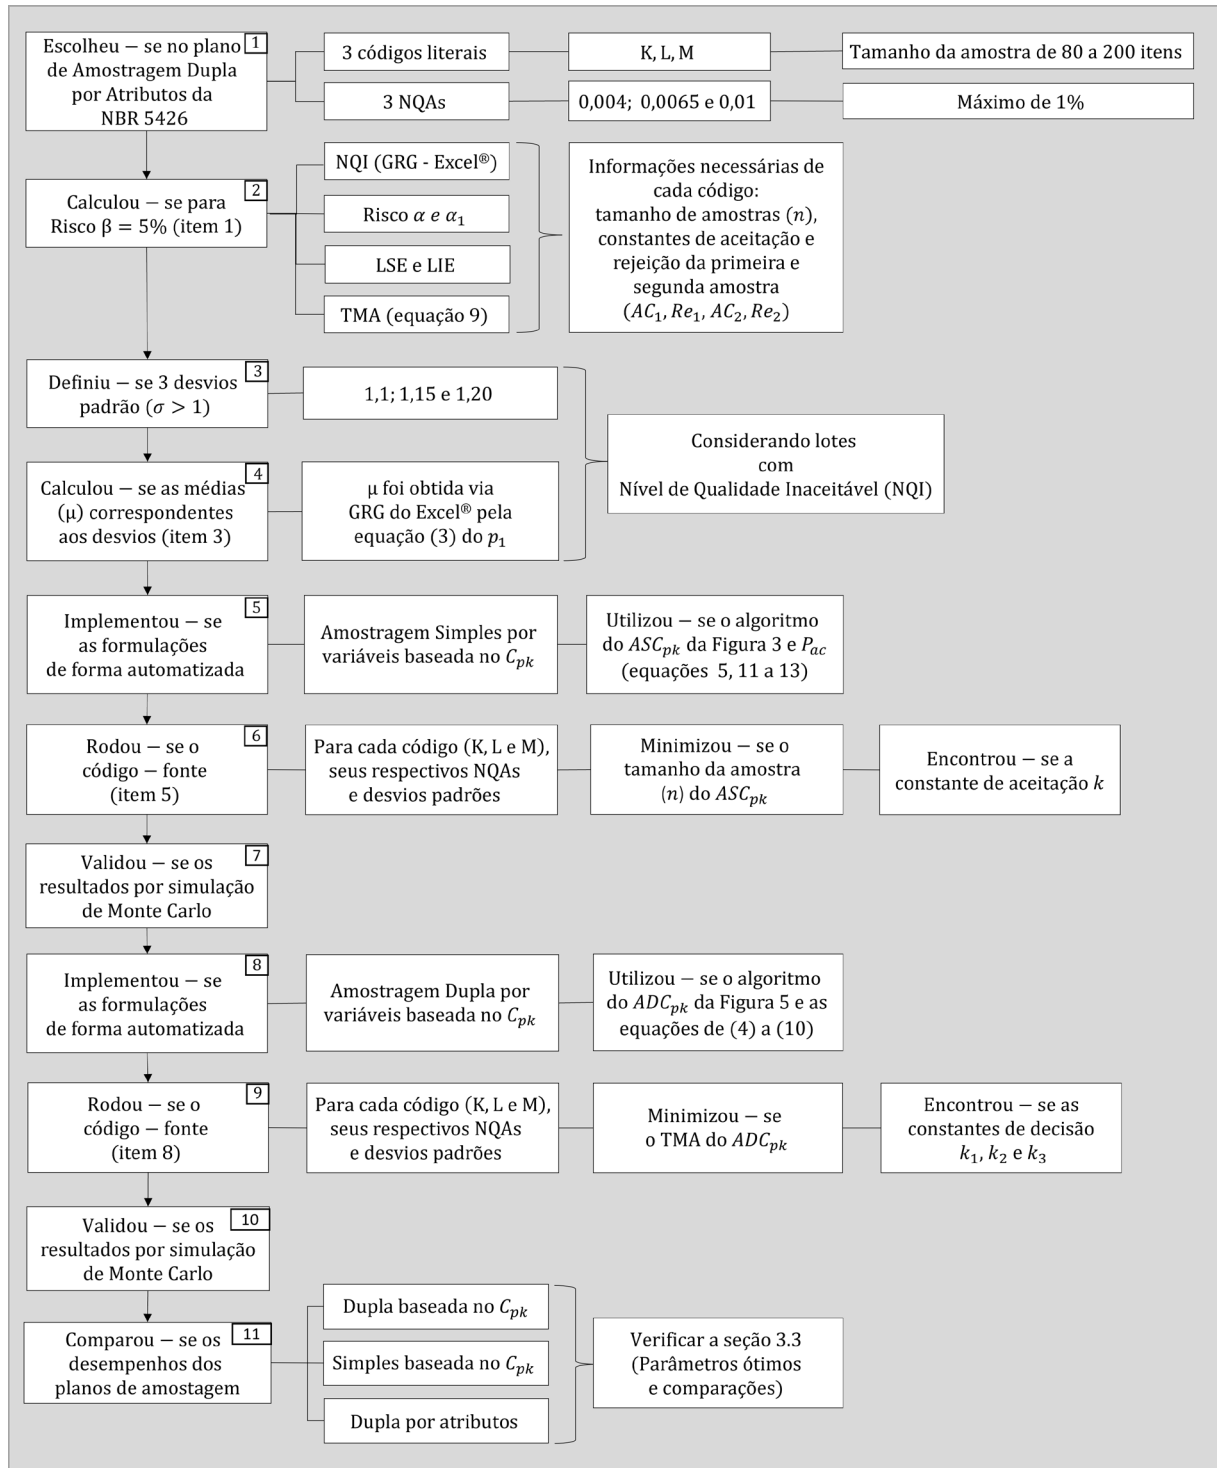 1
Escolheu − se no plano
de Amostragem Dupla
por Atributos da
NBR 5426
3 códigos literais
K, L, M
Tamanho da amostra de 80 a 200 itens
3 NQAs
0,004; 0,0065 e 0,01
Máximo de 1%
2
Calculou − se para
Risco β = 5% (item 1)
NQI (GRG - Excel®)
Risco α e α₁
LSE e LIE
TMA (equação 9)
Informações necessárias de
cada código:
tamanho de amostras (n),
constantes de aceitação e
rejeição da primeira e
segunda amostra
(AC₁, Re₁, AC₂, Re₂)
3
Definiu − se 3 desvios
padrão (σ > 1)
1,1; 1,15 e 1,20
4
Calculou − se as médias
(μ) correspondentes
aos desvios (item 3)
μ foi obtida via
GRG do Excel® pela
equação (3) do p₁
Considerando lotes
com
Nível de Qualidade Inaceitável (NQI)
5
Implementou − se
as formulações
de forma automatizada
Amostragem Simples por
variáveis baseada no Cpk
Utilizou − se o algoritmo
do ASCpk da Figura 3 e Pac
(equações 5, 11 a 13)
6
Rodou − se o
código − fonte
(item 5)
Para cada código (K, L e M),
seus respectivos NQAs
e desvios padrões
Minimizou − se o
tamanho da amostra
(n) do ASCpk
Encontrou − se a
constante de aceitação k
7
Validou − se os
resultados por simulação
de Monte Carlo
8
Implementou − se
as formulações
de forma automatizada
Amostragem Dupla por
variáveis baseada no Cpk
Utilizou − se o algoritmo
do ADCpk da Figura 5 e as
equações de (4) a (10)
9
Rodou − se o
código − fonte
(item 8)
Para cada código (K, L e M),
seus respectivos NQAs
e desvios padrões
Minimizou − se
o TMA do ADCpk
Encontrou − se as
constantes de decisão
k₁, k₂ e k₃
10
Validou − se os
resultados por simulação
de Monte Carlo
11
Comparou − se os
desempenhos dos
planos de amostagem
Dupla baseada no Cpk
Simples baseada no Cpk
Dupla por atributos
Verificar a seção 3.3
(Parâmetros ótimos
e comparações)